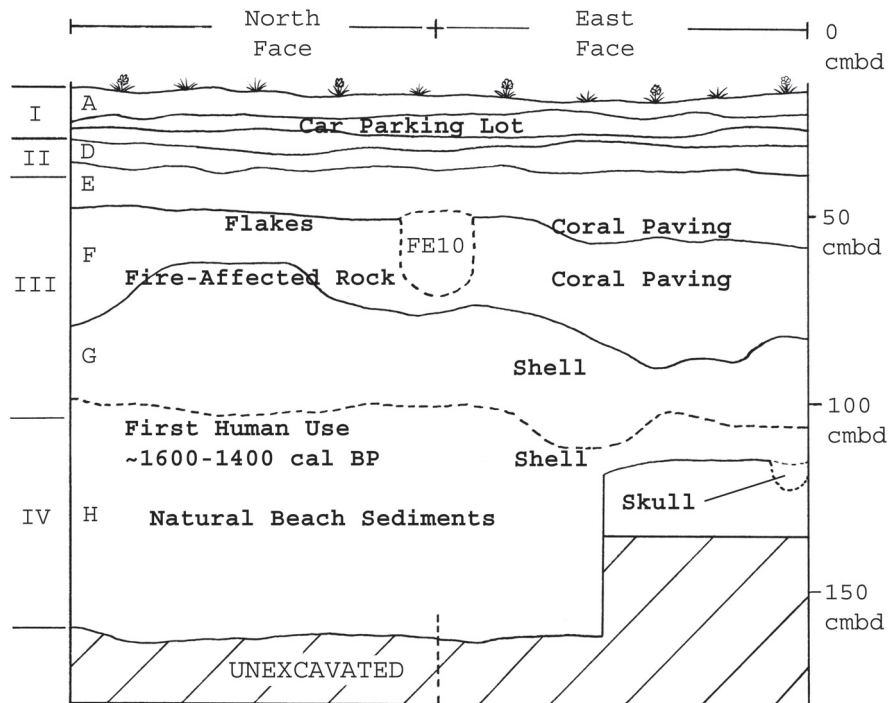 North
Face
East
Face
0
cmbd
I
A
Car Parking Lot
II
D
E
Flakes
FE10
Coral Paving
50
cmbd
F
III
Fire-Affected Rock
Coral Paving
G
Shell
100
cmbd
First Human Use
~1600-1400 cal BP
Shell
Skull
IV
H
Natural Beach Sediments
150
cmbd
UNEXCAVATED